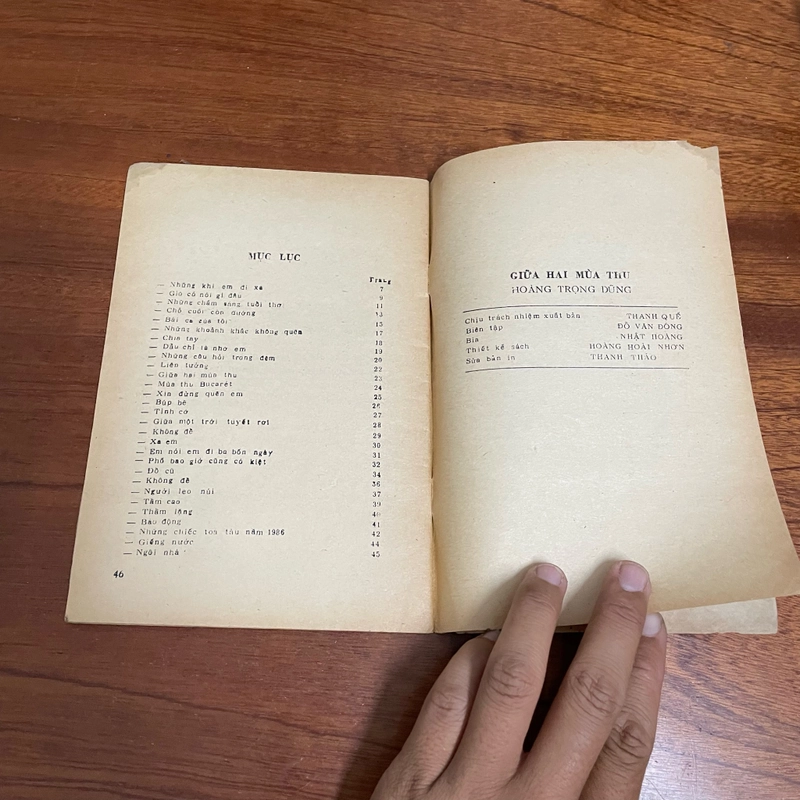 MỤC LỤC
Trang
— Những khi em đi xa 7
— Gió có nói gì đâu 9
— Những chấm sáng tuổi thơ 11
— Chỗ cuối con đường 13
— Bài ca của tôi 15
— Những khoảnh khắc không quên 17
— Chia tay 18
— Dẫu chỉ là nhớ em 19
— Những câu hỏi trong đêm 20
— Liên tưởng 22
— Giữa hai mùa thu 23
— Mùa thu Bucarét 24
— Xin đừng quên em 25
— Búp bê 26
— Tình cờ 27
— Giữa một trời tuyết rơi 28
— Không đề 29
— Xa em 30
— Em nói em đi ba bốn ngày 31
— Phố bao giờ cũng có kiệt 32
— Đồ cũ 34
— Không đề 36
— Người leo núi 37
— Tầm cao 39
— Thầm lặng 40
— Báo động 41
— Những chiếc toa tàu năm 1986 42
— Giếng nước 44
— Ngôi nhà 45
46
GIỮA HAI MÙA THU
HOÀNG TRỌNG DŨNG
Chịu trách nhiệm xuất bản THANH QUẾ
Biên tập ĐỖ VĂN ĐÔNG
Bìa NHẬT HOÀNG
Thiết kế sách HOÀNG HOÀI NHƠN
Sửa bản in THANH THẢO